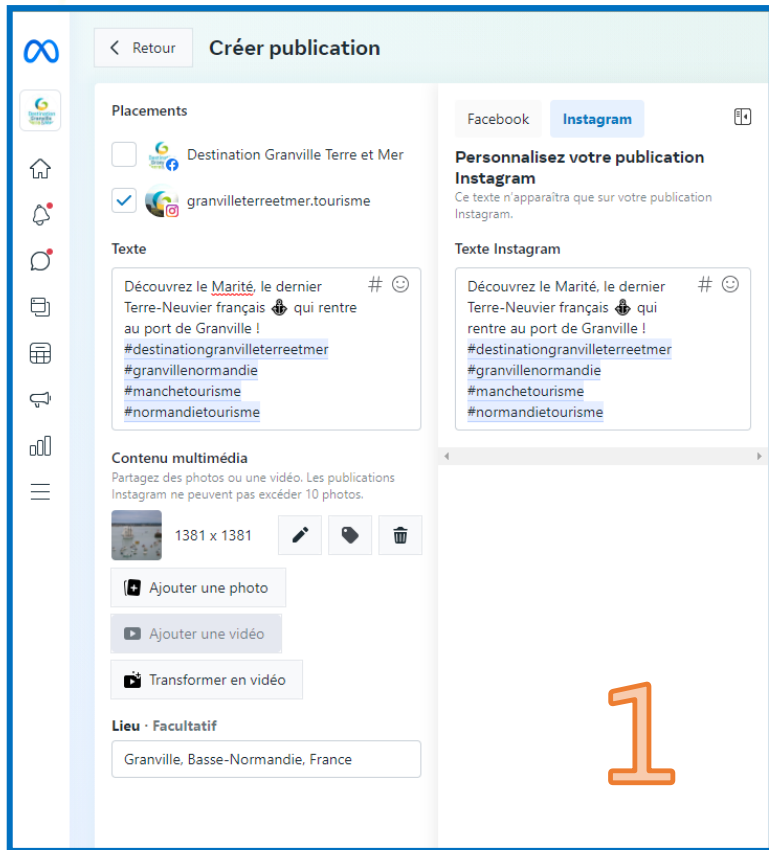 Retour
Créer publication
Placements
Destination Granville Terre et Mer
granvilleterreetmer.tourisme
Texte
Découvrez le Marité, le dernier
Terre-Neuvier français qui rentre
au port de Granville !
#destinationgranvilleterreetmer
#granvillenormandie
#manchetourisme
#normandietourisme
Contenu multimédia
Partagez des photos ou une vidéo. Les publications
Instagram ne peuvent pas excéder 10 photos.
1381 x 1381
Ajouter une photo
Ajouter une vidéo
Transformer en vidéo
Lieu · Facultatif
Granville, Basse-Normandie, France
Facebook
Instagram
Personnalisez votre publication
Instagram
Ce texte n'apparaîtra que sur votre publication
Instagram.
Texte Instagram
Découvrez le Marité, le dernier
Terre-Neuvier français qui
rentre au port de Granville !
#destinationgranvilleterreetmer
#granvillenormandie
#manchetourisme
#normandietourisme
1